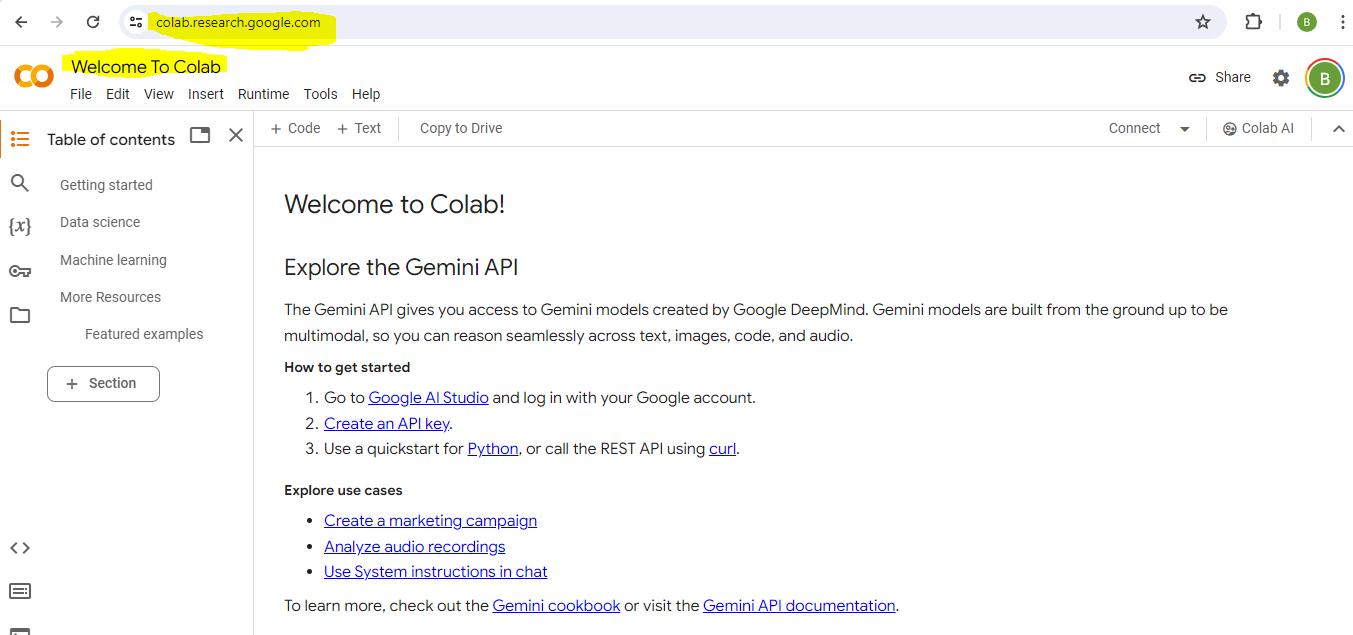 colab.research.google.com
B
Welcome To Colab
File Edit View Insert Runtime Tools Help
Share
B
Table of contents
+ Code + Text Copy to Drive
Connect
Colab AI
Getting started
Data science
Machine learning
More Resources
Featured examples
+ Section
{x}
Welcome to Colab!
Explore the Gemini API
The Gemini API gives you access to Gemini models created by Google DeepMind. Gemini models are built from the ground up to be
multimodal, so you can reason seamlessly across text, images, code, and audio.
How to get started
1. Go to Google AI Studio and log in with your Google account.
2. Create an API key.
3. Use a quickstart for Python, or call the REST API using curl.
Explore use cases
• Create a marketing campaign
• Analyze audio recordings
• Use System instructions in chat
To learn more, check out the Gemini cookbook or visit the Gemini API documentation.